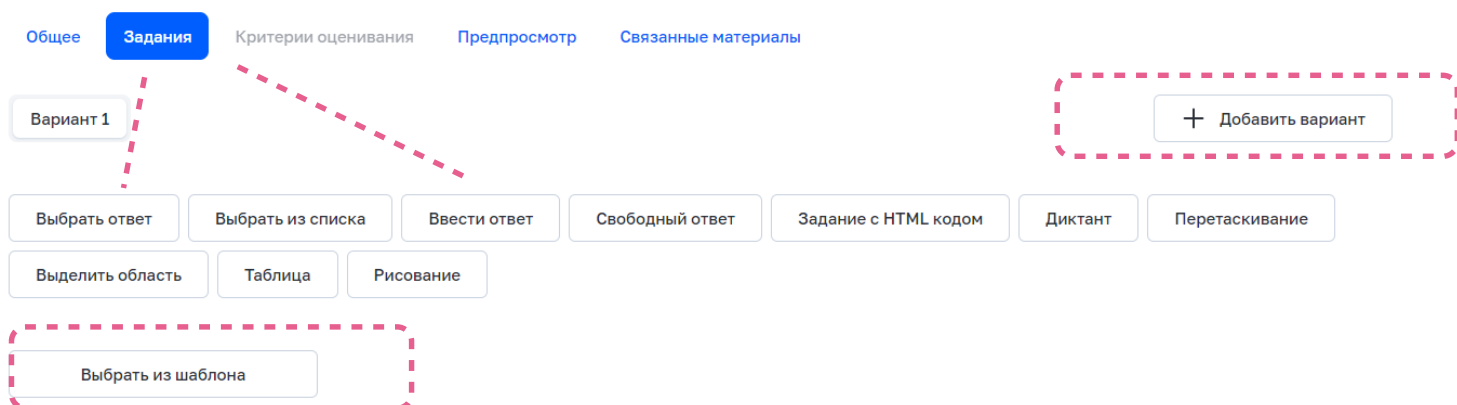 Общее Задания Критерии оценивания Предпросмотр Связанные материалы
Вариант 1 + Добавить вариант
Выбрать ответ Выбрать из списка Ввести ответ Свободный ответ Задание с HTML кодом Диктант Перетаскивание
Выделить область Таблица Рисование
Выбрать из шаблона